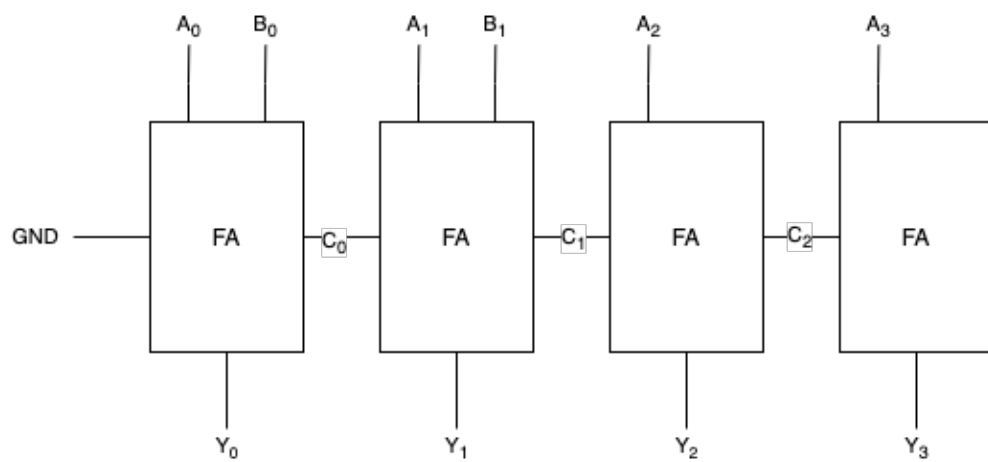 A₀ B₀ A₁ B₁ A₂ A₃
GND FA C₀ FA C₁ FA C₂ FA
Y₀ Y₁ Y₂ Y₃